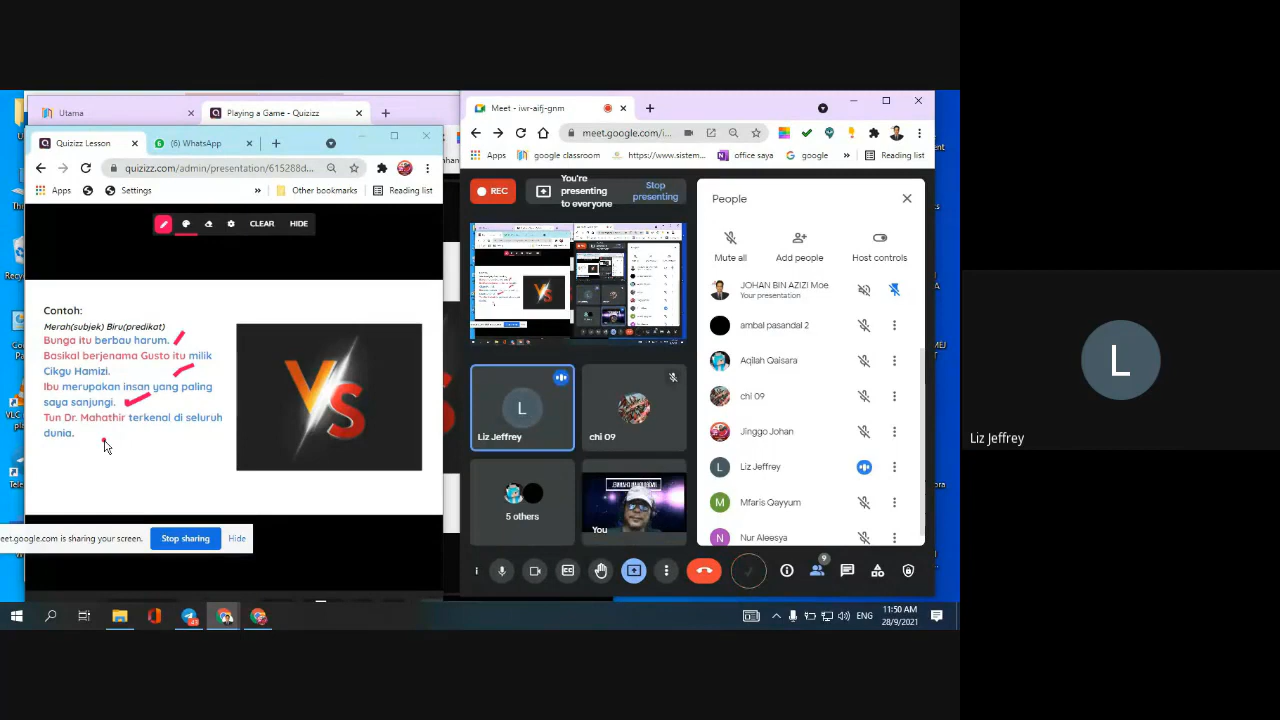 Utama
Playing a Game - Quizizz
Quizizz Lesson
(6) WhatsApp
quizizz.com/admin/presentation/615288d...
Apps
Settings
Other bookmarks
Reading list
CLEAR
HIDE
Contoh:
Merah(subjek) Biru(predikat)
Bunga itu berbau harum.
Basikal berjenama Gusto itu milik
Cikgu Hamizi.
Ibu merupakan insan yang paling
saya sanjungi.
Tun Dr. Mahathir terkenal di seluruh
dunia.
VS
eet.google.com is sharing your screen.
Stop sharing
Hide
Meet - iwr-aifj-gnm
meet.google.com/i...
Apps
google classroom
https://www.sistem...
office saya
google
Reading list
REC
You're
presenting
to everyone
Stop
presenting
People
Mute all
Add people
Host controls
JOHAN BIN AZIZI Moe
Your presentation
ambal pasandal 2
Aqilah Qaisara
chi 09
Jinggo Johan
Liz Jeffrey
Mfaris Qayyum
Nur Aleesya
L
Liz Jeffrey
chi 09
5 others
You
9
ENG
11:50 AM
28/9/2021
L
Liz Jeffrey